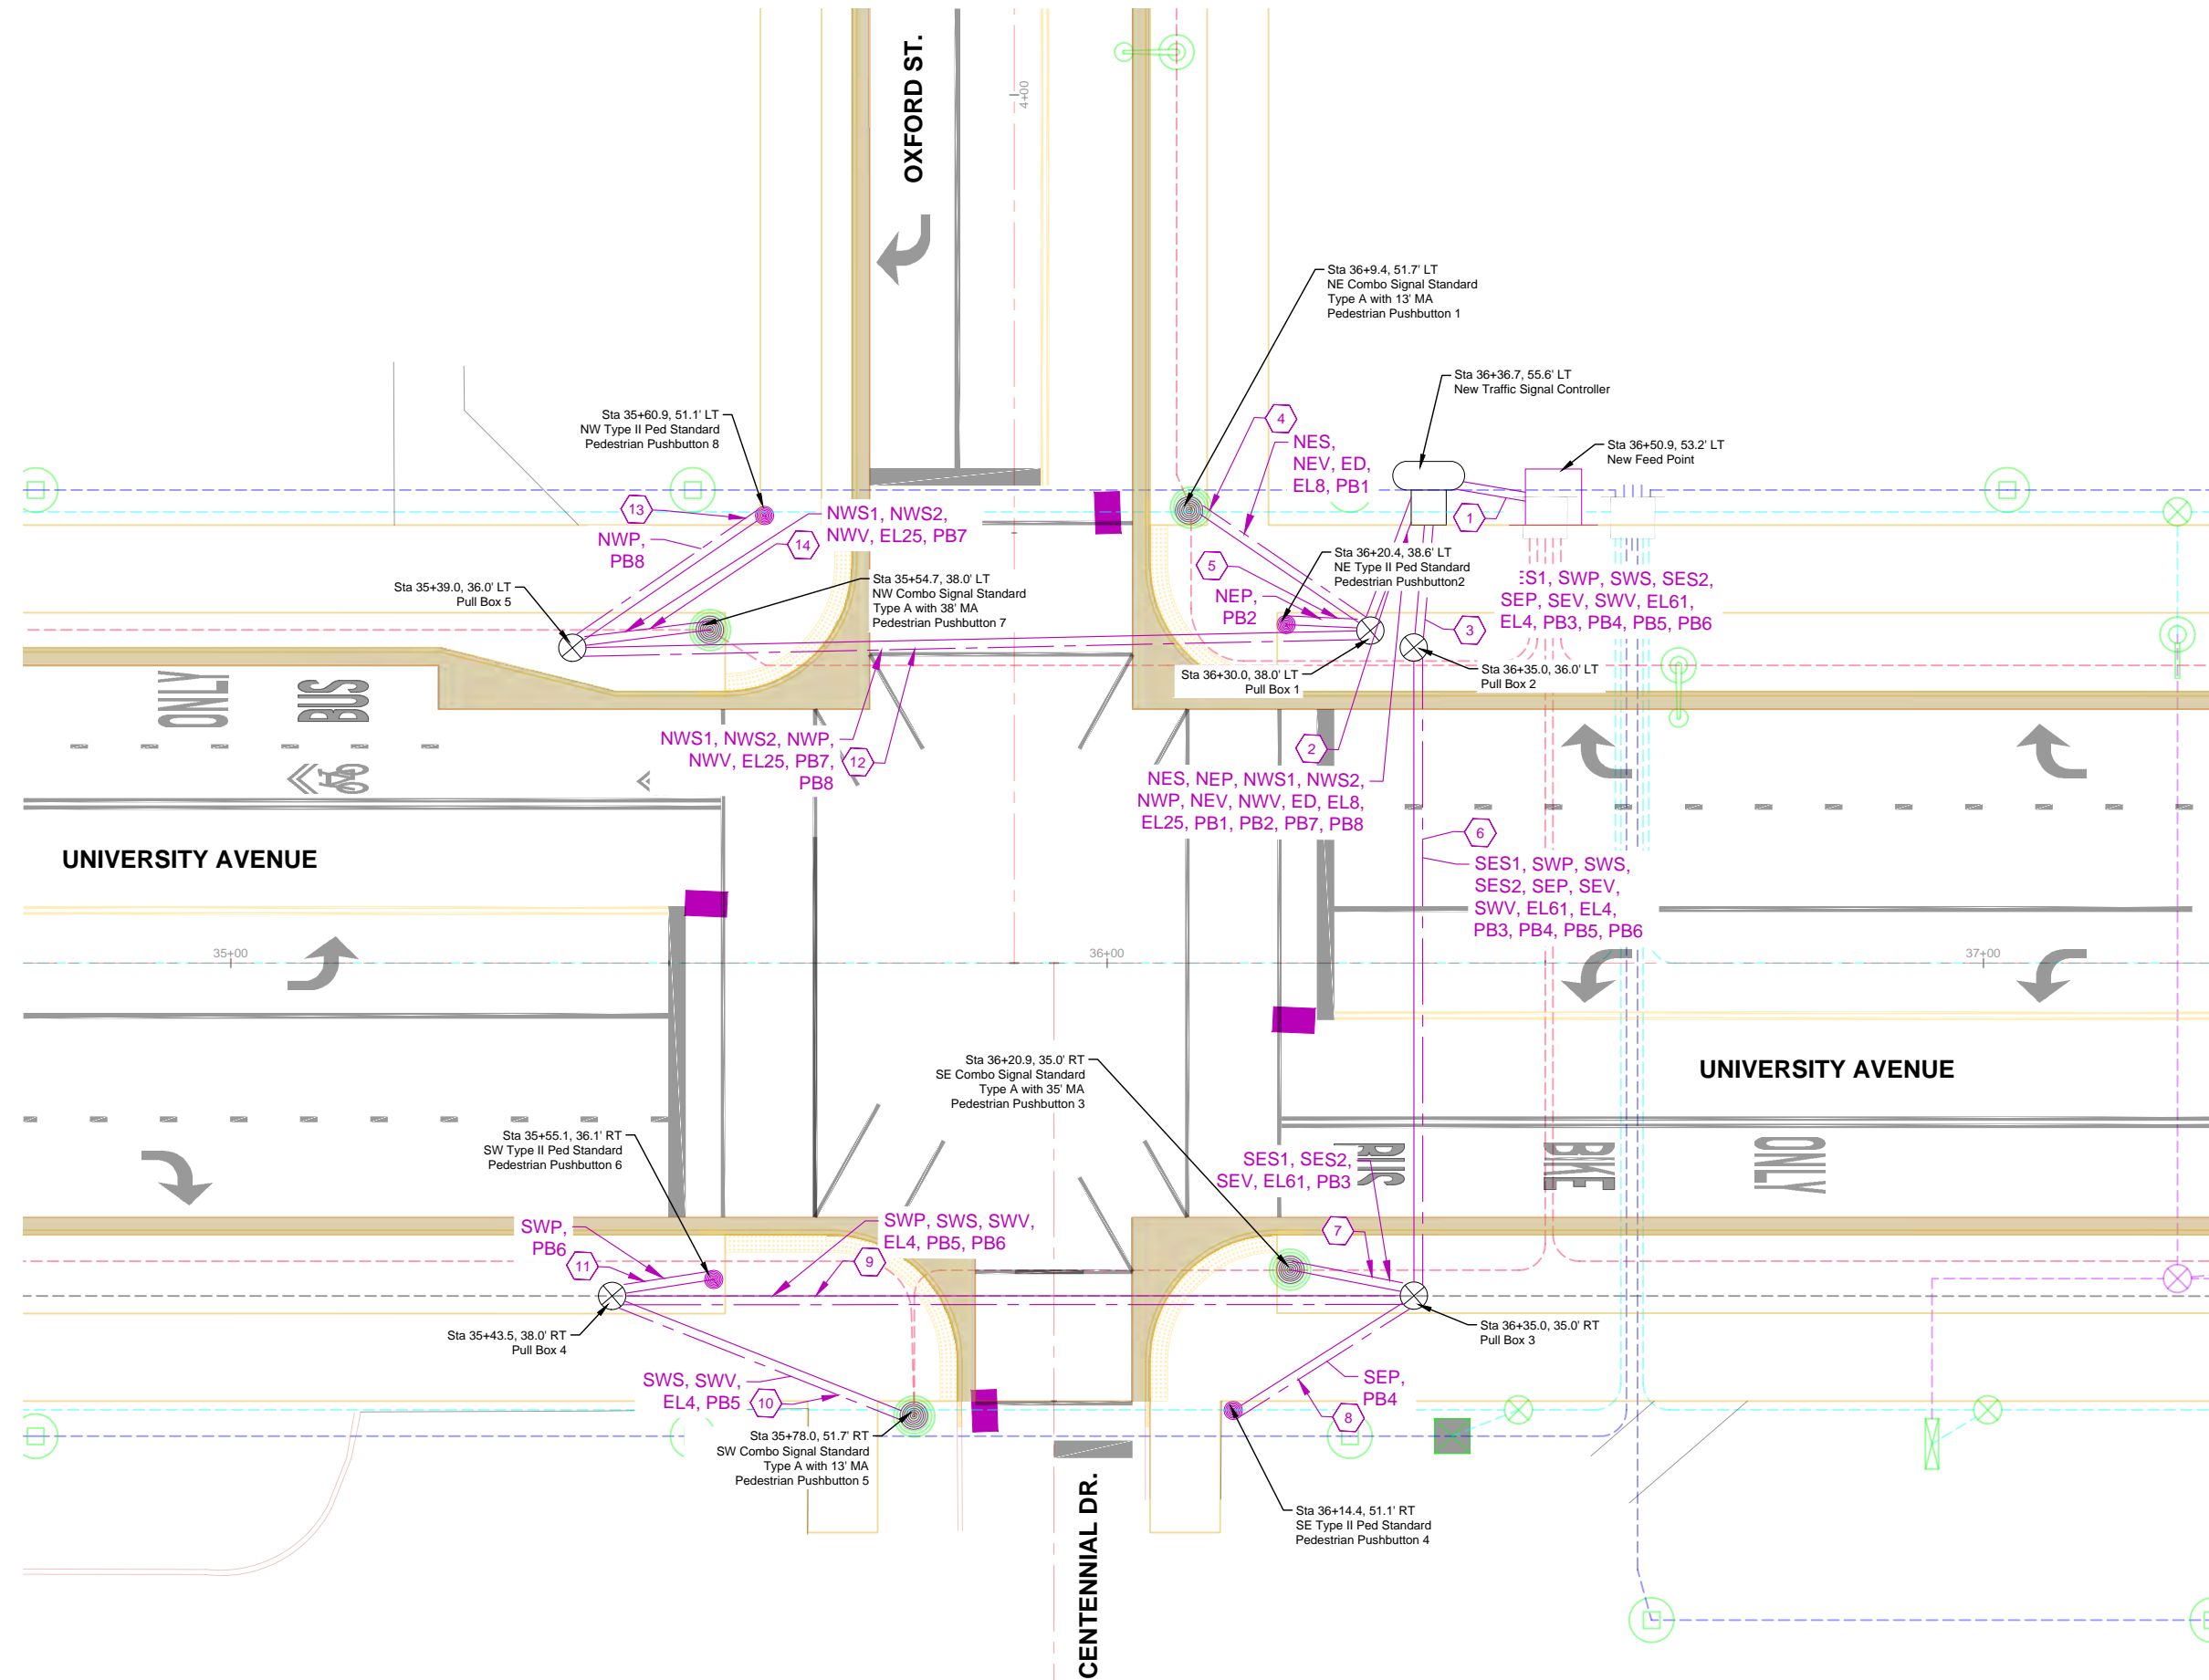 OXFORD ST.
4+00
Sta 36+9.4, 51.7' LT
NE Combo Signal Standard
Type A with 13' MA
Pedestrian Pushbutton 1
Sta 36+36.7, 55.6' LT
New Traffic Signal Controller
Sta 35+60.9, 51.1' LT
NW Type II Ped Standard
Pedestrian Pushbutton 8
4
NES,
NEV, ED,
EL8, PB1
Sta 36+50.9, 53.2' LT
New Feed Point
13
NWP,
PB8
14
NWS1, NWS2,
NWV, EL25, PB7
1
Sta 35+39.0, 36.0' LT
Pull Box 5
Sta 35+54.7, 38.0' LT
NW Combo Signal Standard
Type A with 38' MA
Pedestrian Pushbutton 7
5
NEP,
PB2
Sta 36+20.4, 38.6' LT
NE Type II Ped Standard
Pedestrian Pushbutton2
ES1, SWP, SWS, SES2,
SEP, SEV, SWV, EL61,
EL4, PB3, PB4, PB5, PB6
3
Sta 36+30.0, 38.0' LT
Pull Box 1
Sta 36+35.0, 36.0' LT
Pull Box 2
ONLY
BUS
NWS1, NWS2, NWP,
NWV, EL25, PB7,
PB8
12
2
NES, NEP, NWS1, NWS2,
NWP, NEV, NWV, ED, EL8,
EL25, PB1, PB2, PB7, PB8
UNIVERSITY AVENUE
6
SES1, SWP, SWS,
SES2, SEP, SEV,
SWV, EL61, EL4,
PB3, PB4, PB5, PB6
35+00
36+00
37+00
Sta 36+20.9, 35.0' RT
SE Combo Signal Standard
Type A with 35' MA
Pedestrian Pushbutton 3
UNIVERSITY AVENUE
Sta 35+55.1, 36.1' RT
SW Type II Ped Standard
Pedestrian Pushbutton 6
SES1, SES2,
SEV, EL61, PB3
BIKE
ONLY
SWP,
PB6
11
SWP, SWS, SWV,
EL4, PB5, PB6
9
7
Sta 35+43.5, 38.0' RT
Pull Box 4
Sta 36+35.0, 35.0' RT
Pull Box 3
SWS, SWV,
EL4, PB5
10
SEP,
PB4
8
Sta 35+78.0, 51.7' RT
SW Combo Signal Standard
Type A with 13' MA
Pedestrian Pushbutton 5
Sta 36+14.4, 51.1' RT
SE Type II Ped Standard
Pedestrian Pushbutton 4
CENTENNIAL DR.